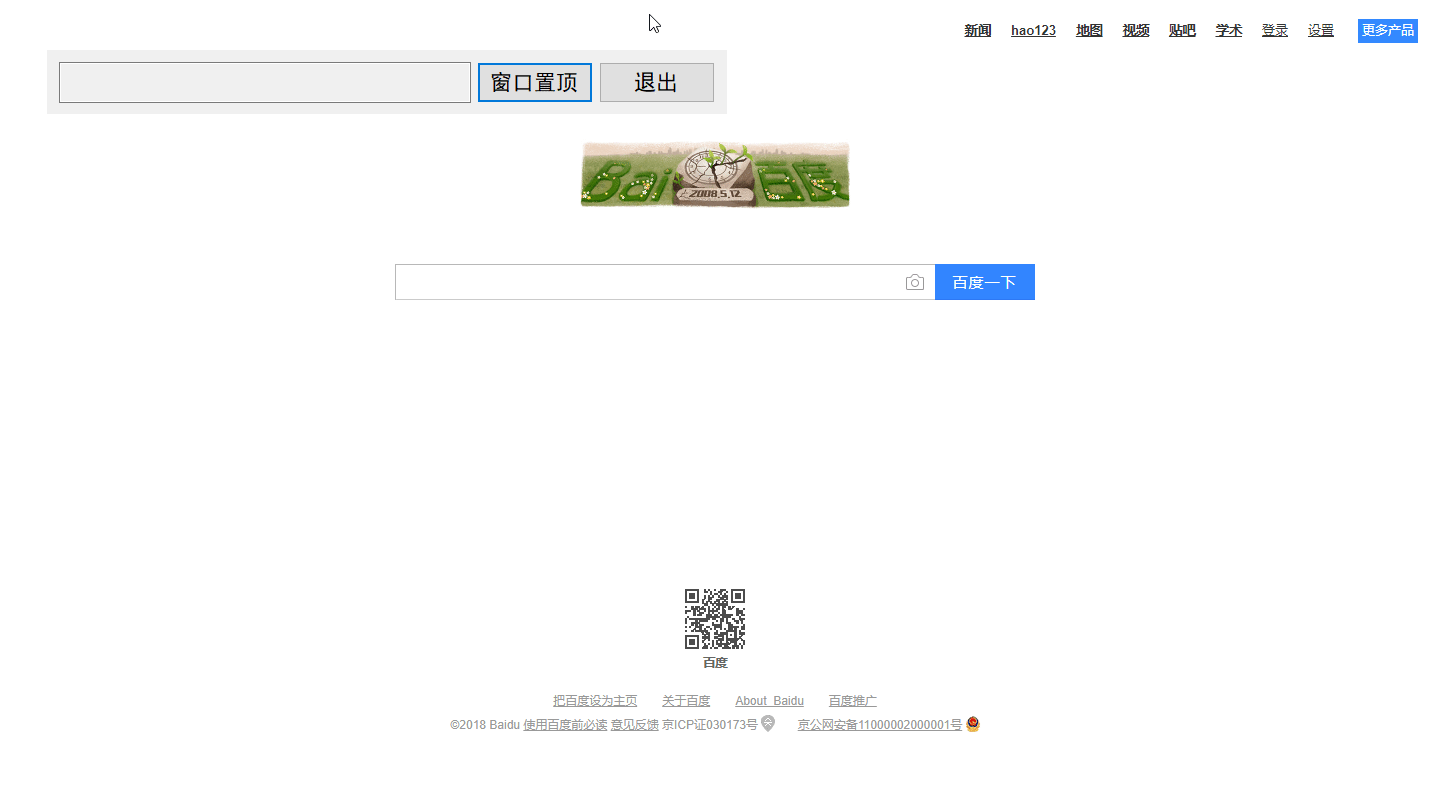 新闻 hao123 地图 视频 贴吧 学术 登录 设置 更多产品
窗口置顶 退出
Bai 百度
2008.5.12
百度一下
百度
把百度设为主页 关于百度 About Baidu 百度推广
©2018 Baidu 使用百度前必读 意见反馈 京ICP证030173号 京公网安备11000002000001号